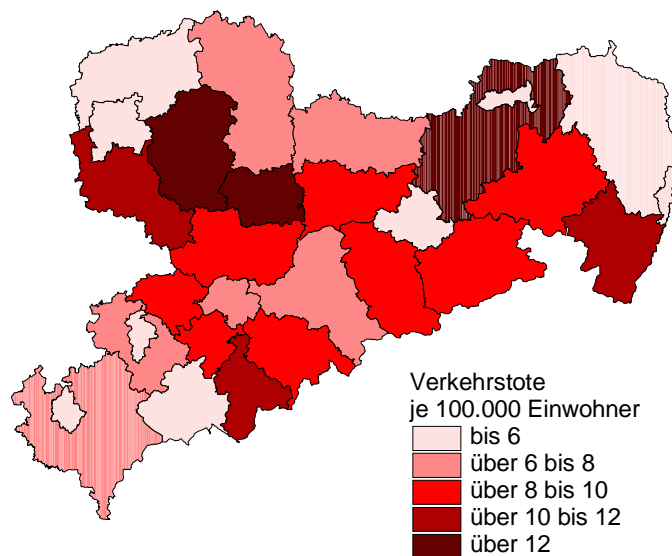 Verkehrstote
je 100.000 Einwohner
bis 6
über 6 bis 8
über 8 bis 10
über 10 bis 12
über 12